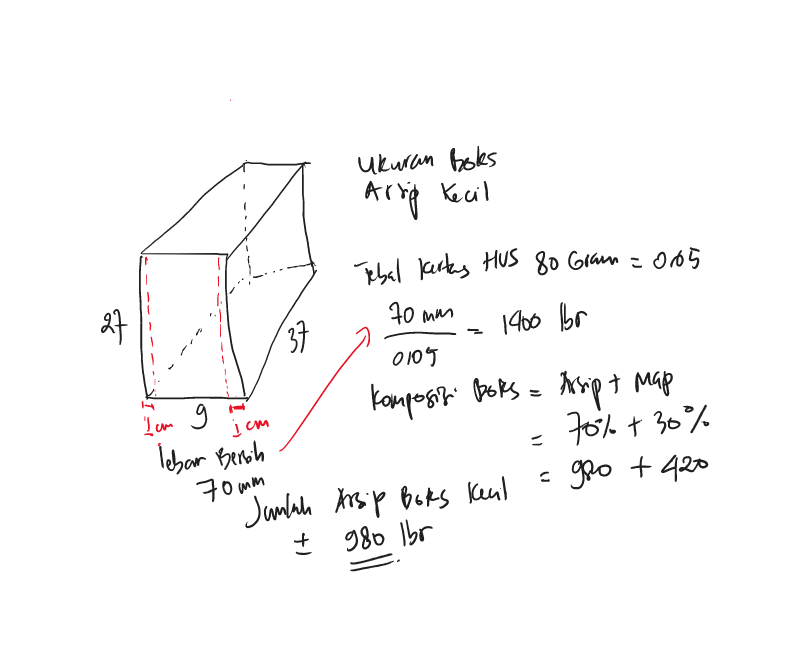 Ukuran Boks
Arsip Kecil
Tebal Kertas HVS 80 Gram = 0,05
70 mm
0,05
= 1400 lbr
27
37
9
1 cm
1 cm
lebar Bersih
70 mm
Komposisi Boks = Arsip + Map
= 70% + 30%
= 980 + 420
Jumlah Arsip Boks Kecil
± 980 lbr